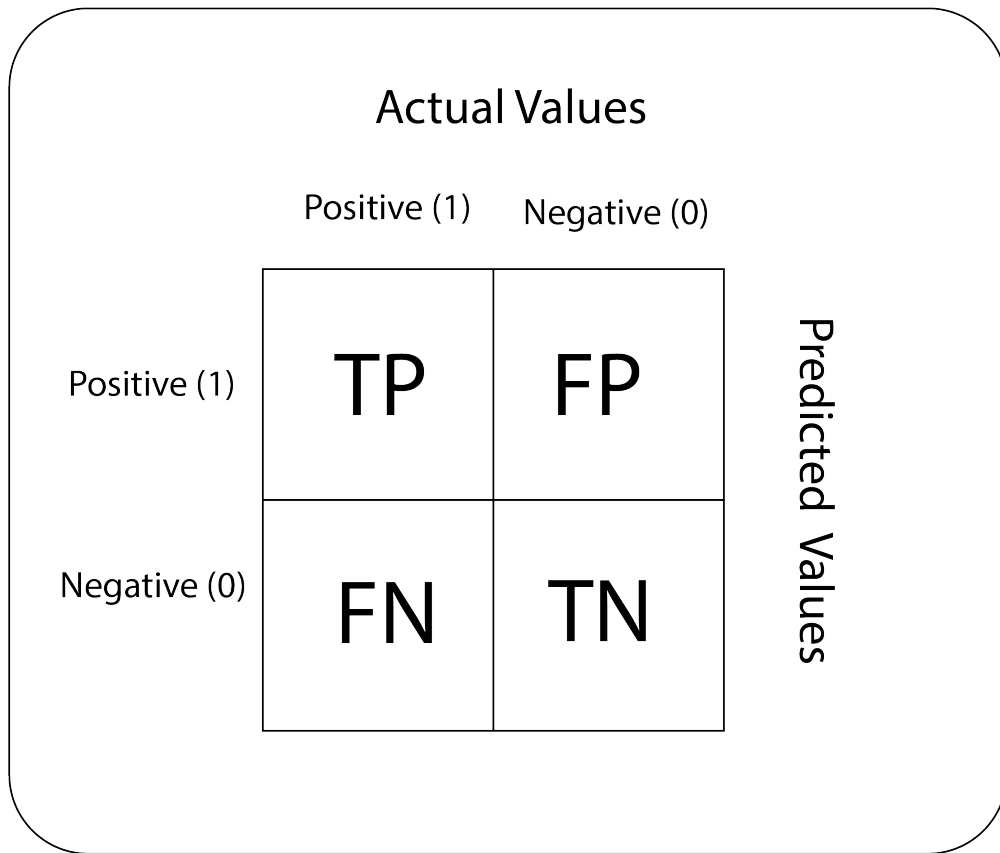 Actual Values
Positive (1) Negative (0)
Positive (1) TP FP
Negative (0) FN TN
Predicted Values